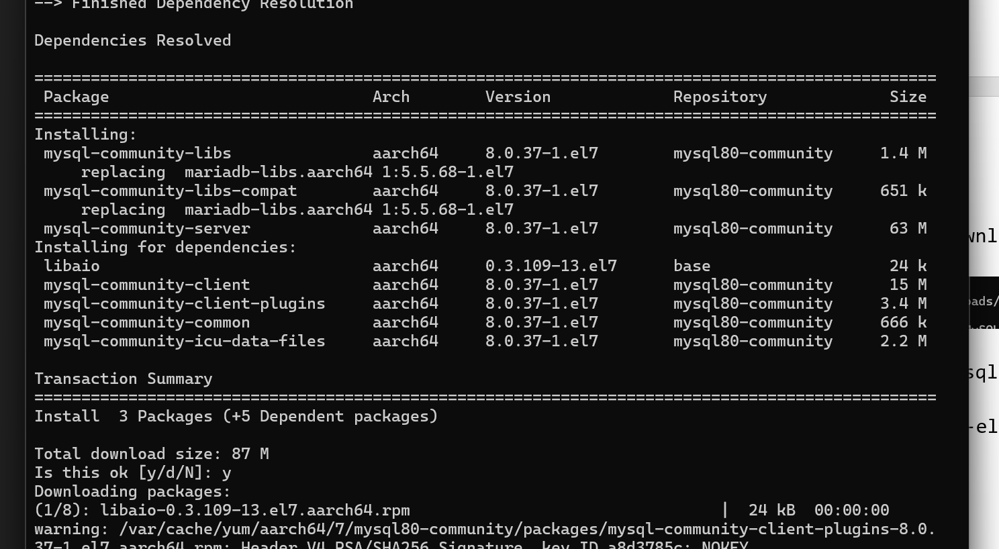 --> Finished Dependency Resolution

Dependencies Resolved

================================================================================================
 Package                            Arch        Version             Repository             Size
================================================================================================
Installing:
 mysql-community-libs               aarch64     8.0.37-1.el7        mysql80-community     1.4 M
     replacing  mariadb-libs.aarch64 1:5.5.68-1.el7
 mysql-community-libs-compat        aarch64     8.0.37-1.el7        mysql80-community     651 k
     replacing  mariadb-libs.aarch64 1:5.5.68-1.el7
 mysql-community-server             aarch64     8.0.37-1.el7        mysql80-community      63 M
Installing for dependencies:
 libaio                             aarch64     0.3.109-13.el7      base                   24 k
 mysql-community-client             aarch64     8.0.37-1.el7        mysql80-community      15 M
 mysql-community-client-plugins     aarch64     8.0.37-1.el7        mysql80-community     3.4 M
 mysql-community-common             aarch64     8.0.37-1.el7        mysql80-community     666 k
 mysql-community-icu-data-files     aarch64     8.0.37-1.el7        mysql80-community     2.2 M

Transaction Summary
================================================================================================
Install  3 Packages (+5 Dependent packages)

Total download size: 87 M
Is this ok [y/d/N]: y
Downloading packages:
(1/8): libaio-0.3.109-13.el7.aarch64.rpm                                 |  24 kB  00:00:00
warning: /var/cache/yum/aarch64/7/mysql80-community/packages/mysql-community-client-plugins-8.0.
37-1.el7.aarch64.rpm: Header V4 RSA/SHA256 Signature, key ID a8d3785c: NOKEY
wnl
oads/
sql
-el